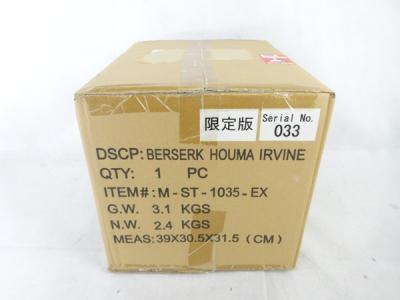 限定版
Serial No.
033
DSCP: BERSERK HOUMA IRVINE
QTY: 1 PC
ITEM#: M-ST-1035-EX
G.W. 3.1 KGS
N.W. 2.4 KGS
MEAS: 39X30.5X31.5 (CM)